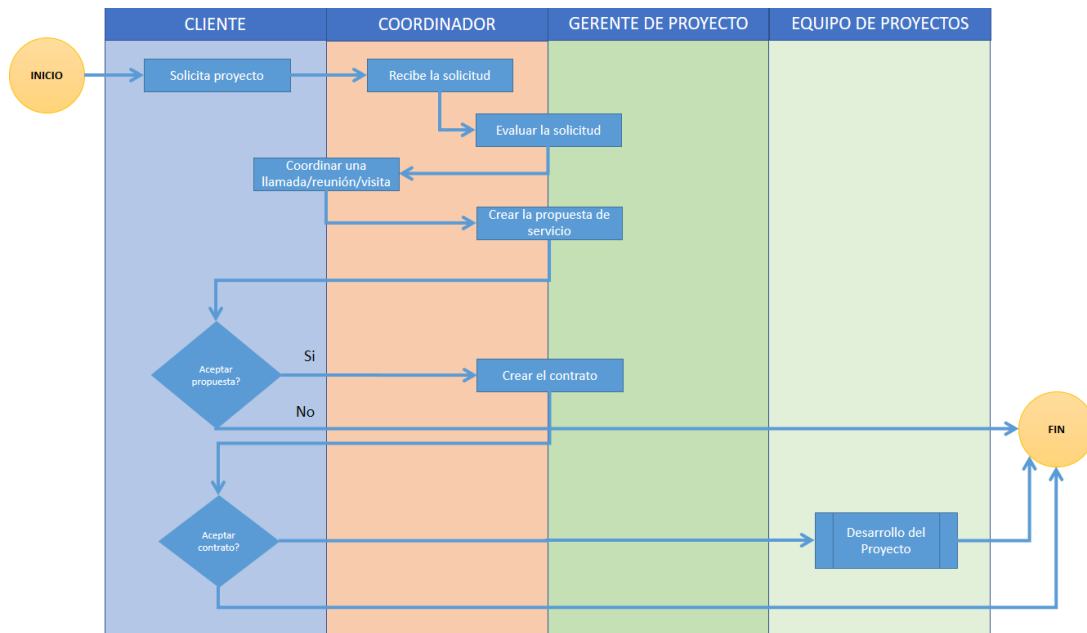 CLIENTE
COORDINADOR
GERENTE DE PROYECTO
EQUIPO DE PROYECTOS
INICIO
Solicita proyecto
Recibe la solicitud
Evaluar la solicitud
Coordinar una
llamada/reunión/visita
Crear la propuesta de
servicio
Aceptar
propuesta?
Si
Crear el contrato
No
FIN
Aceptar
contrato?
Desarrollo del
Proyecto